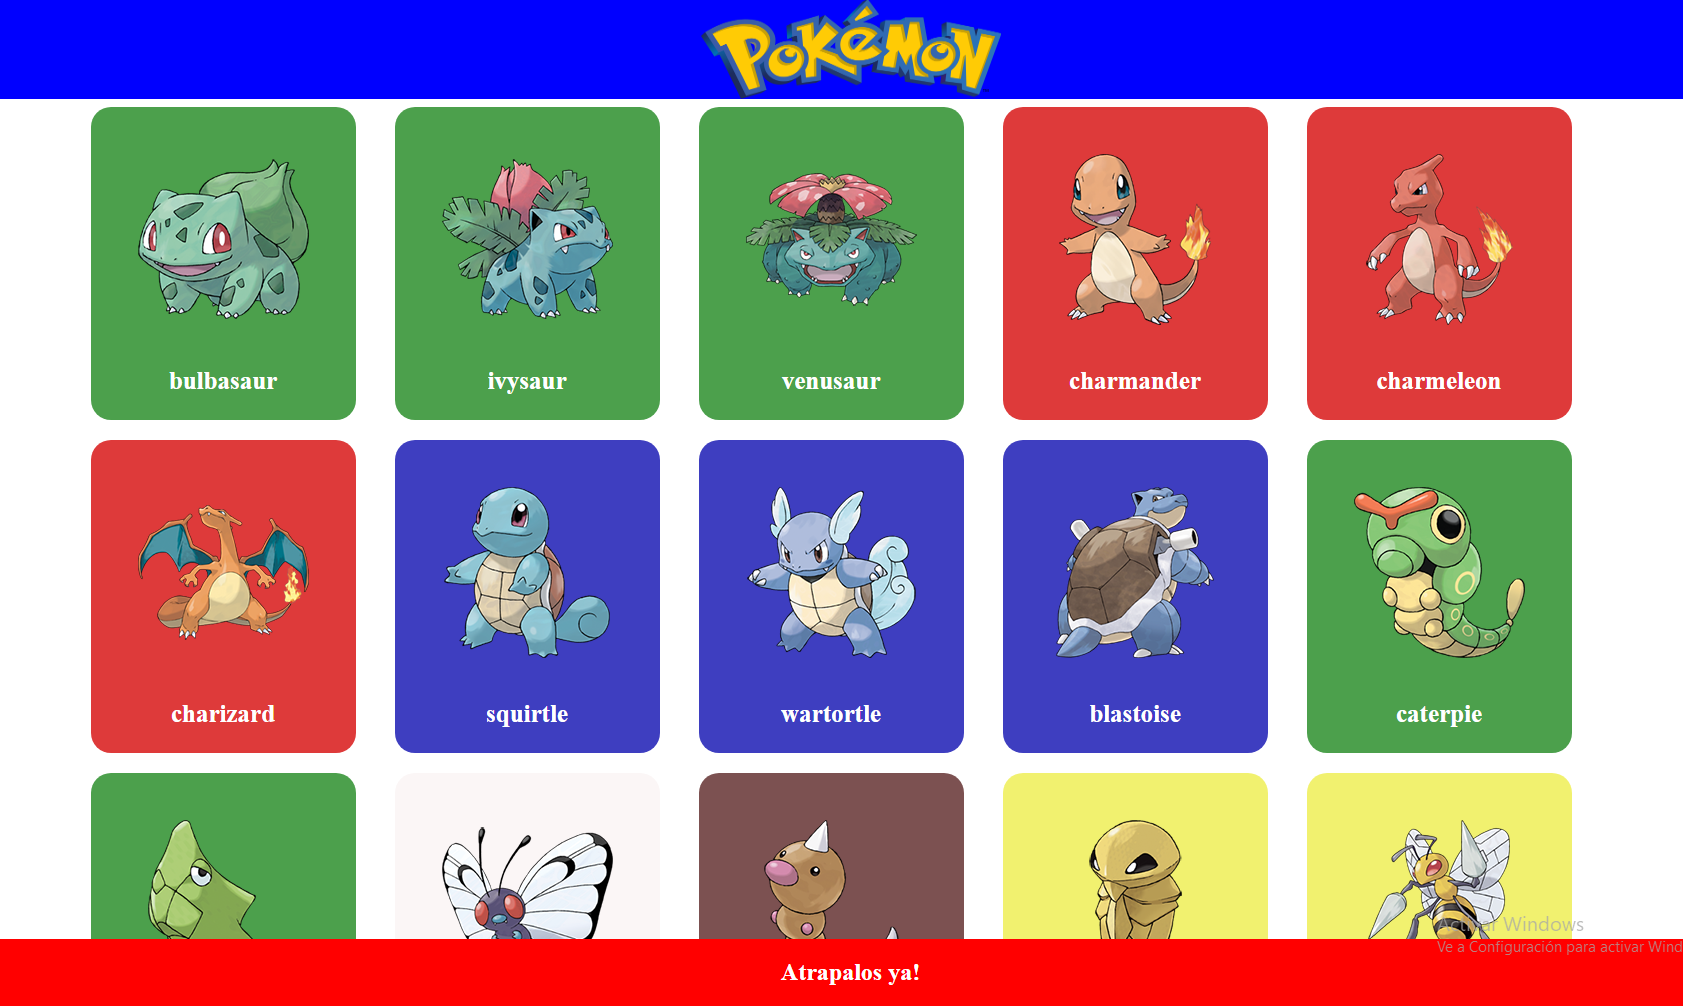 Pokémon
bulbasaur
ivysaur
venusaur
charmander
charmeleon
charizard
squirtle
wartortle
blastoise
caterpie
Activar Windows
Ve a Configuración para activar Wind
Atrapalos ya!